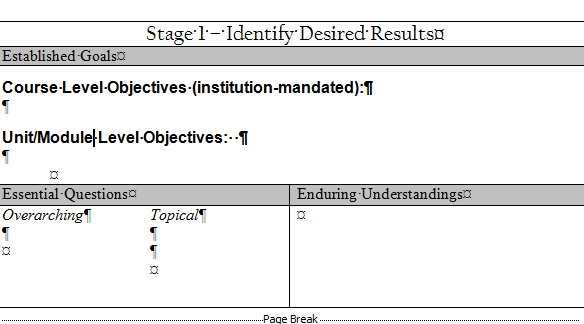 Stage 1 – Identify Desired Results
Established Goals
Course Level Objectives (institution-mandated):
Unit/Module Level Objectives:
Essential Questions
Enduring Understandings
Overarching
Topical
Page Break